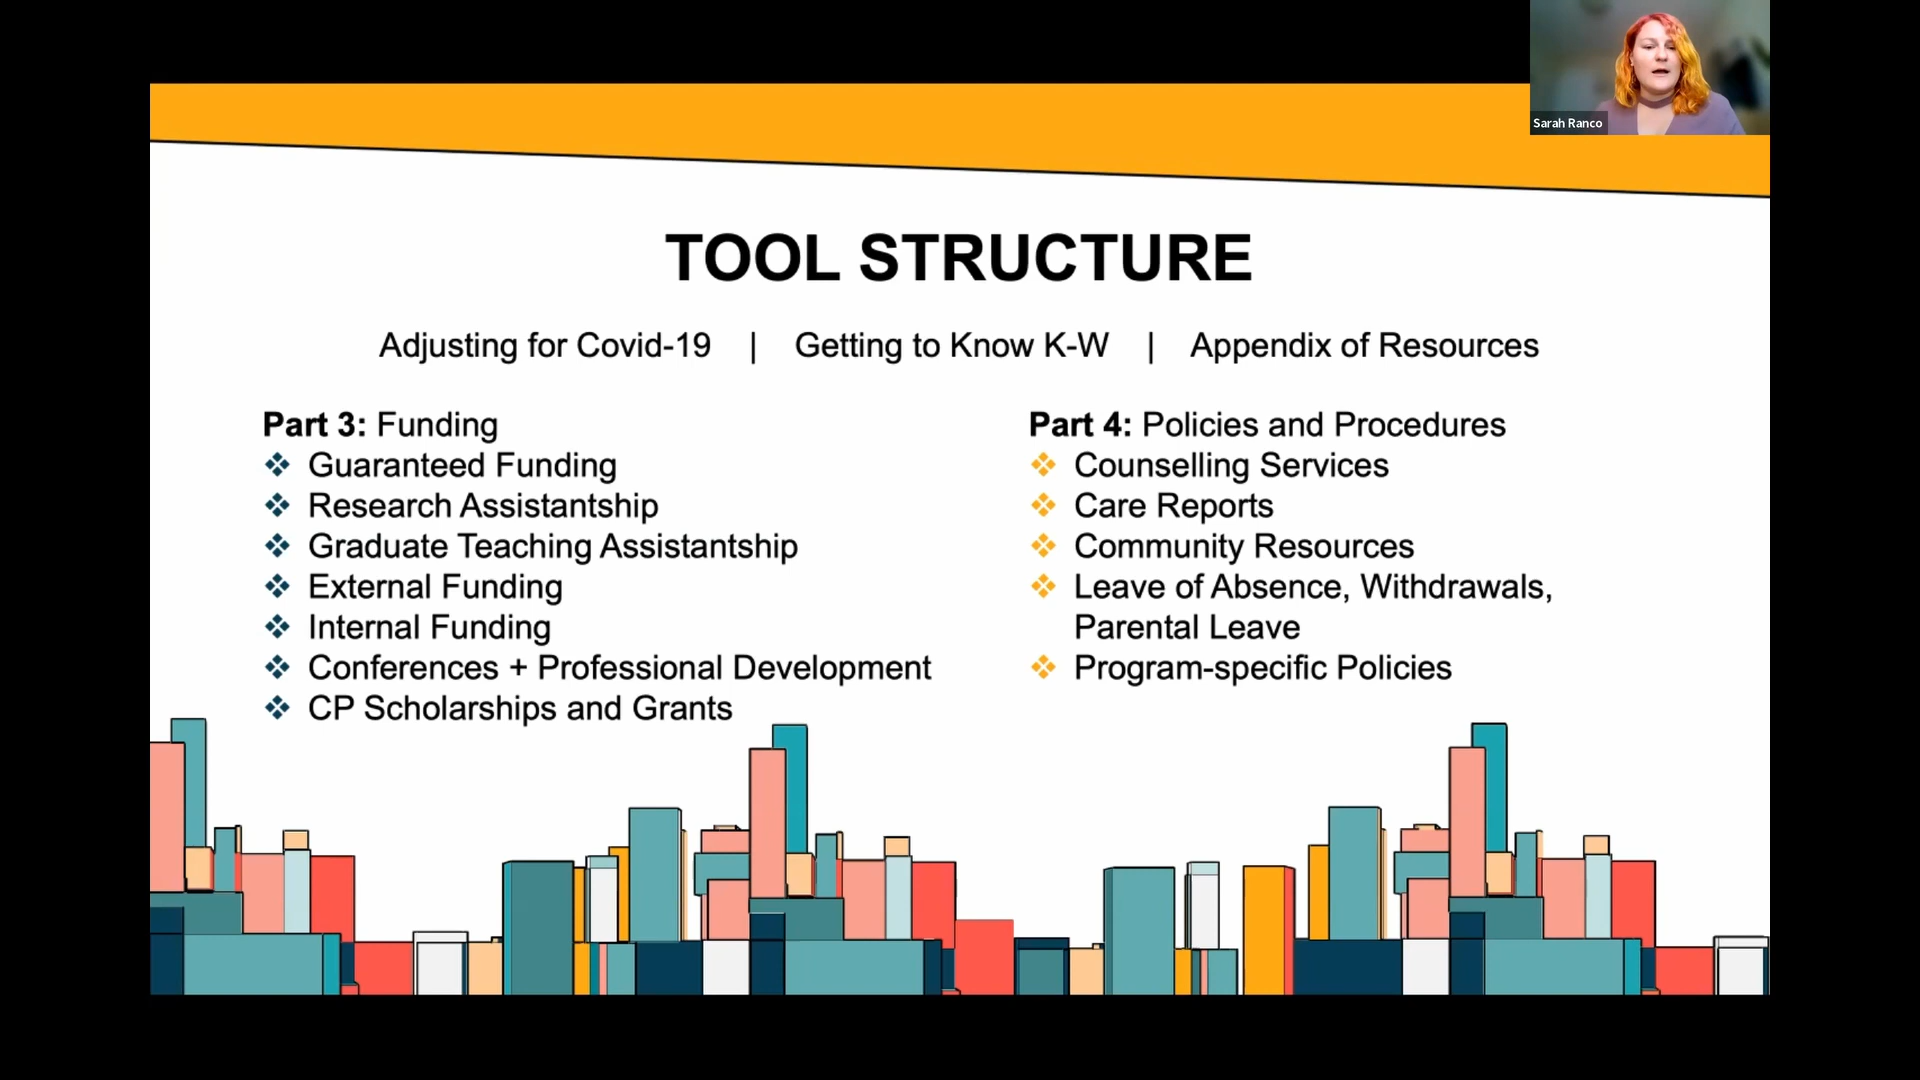 Sarah Ranco
TOOL STRUCTURE
Adjusting for Covid-19 | Getting to Know K-W | Appendix of Resources
Part 3: Funding
❖ Guaranteed Funding
❖ Research Assistantship
❖ Graduate Teaching Assistantship
❖ External Funding
❖ Internal Funding
❖ Conferences + Professional Development
❖ CP Scholarships and Grants
Part 4: Policies and Procedures
❖ Counselling Services
❖ Care Reports
❖ Community Resources
❖ Leave of Absence, Withdrawals,
Parental Leave
❖ Program-specific Policies